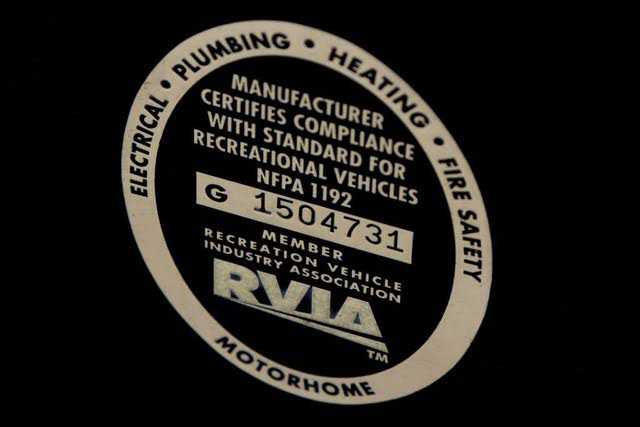 ELECTRICAL • PLUMBING • HEATING • FIRE SAFETY
MANUFACTURER
CERTIFIES COMPLIANCE
WITH STANDARD FOR
RECREATIONAL VEHICLES
NFPA 1192
G 1504731
MEMBER
RECREATION VEHICLE
INDUSTRY ASSOCIATION
RVIA
TM
MOTORHOME